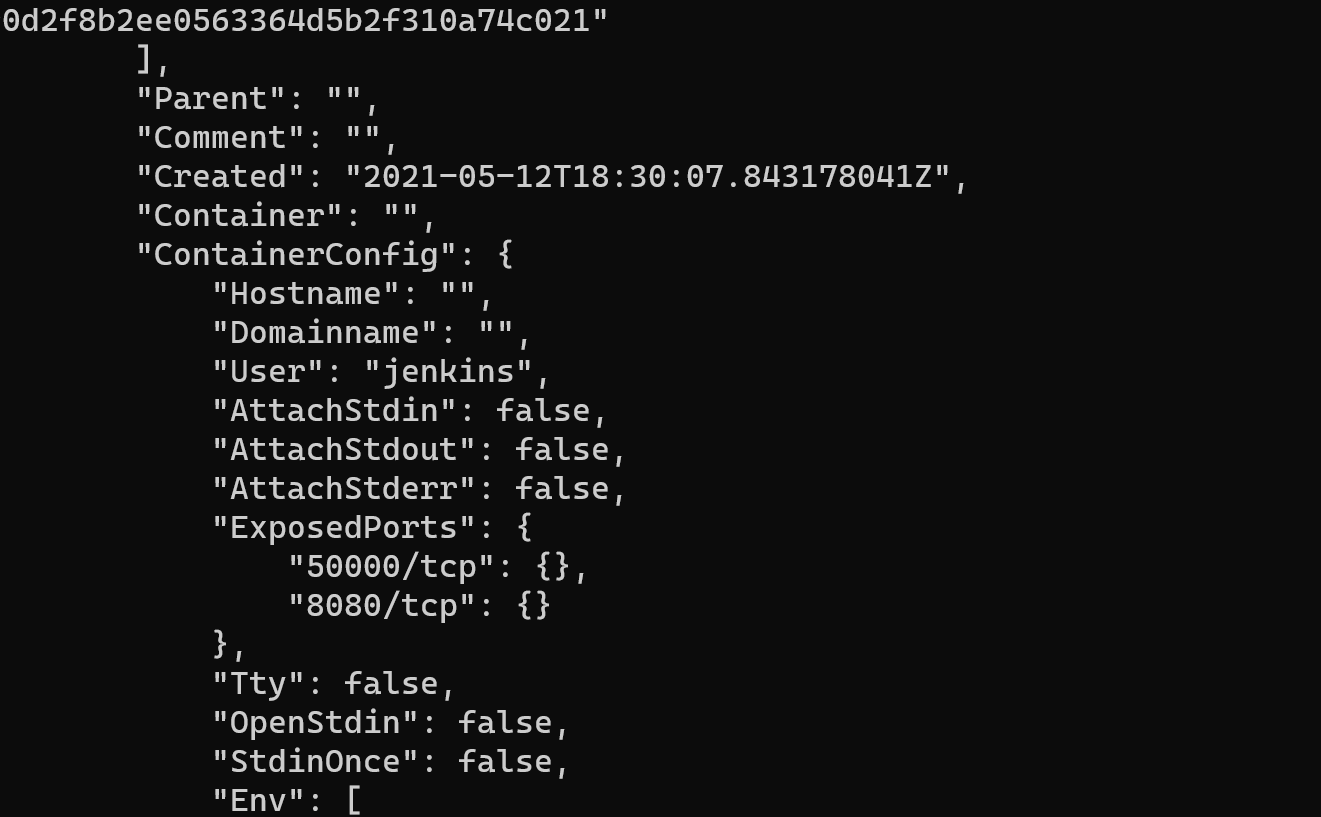 0d2f8b2ee0563364d5b2f310a74c021"
],
"Parent": "",
"Comment": "",
"Created": "2021-05-12T18:30:07.843178041Z",
"Container": "",
"ContainerConfig": {
"Hostname": "",
"Domainname": "",
"User": "jenkins",
"AttachStdin": false,
"AttachStdout": false,
"AttachStderr": false,
"ExposedPorts": {
"50000/tcp": {},
"8080/tcp": {}
},
"Tty": false,
"OpenStdin": false,
"StdinOnce": false,
"Env": [